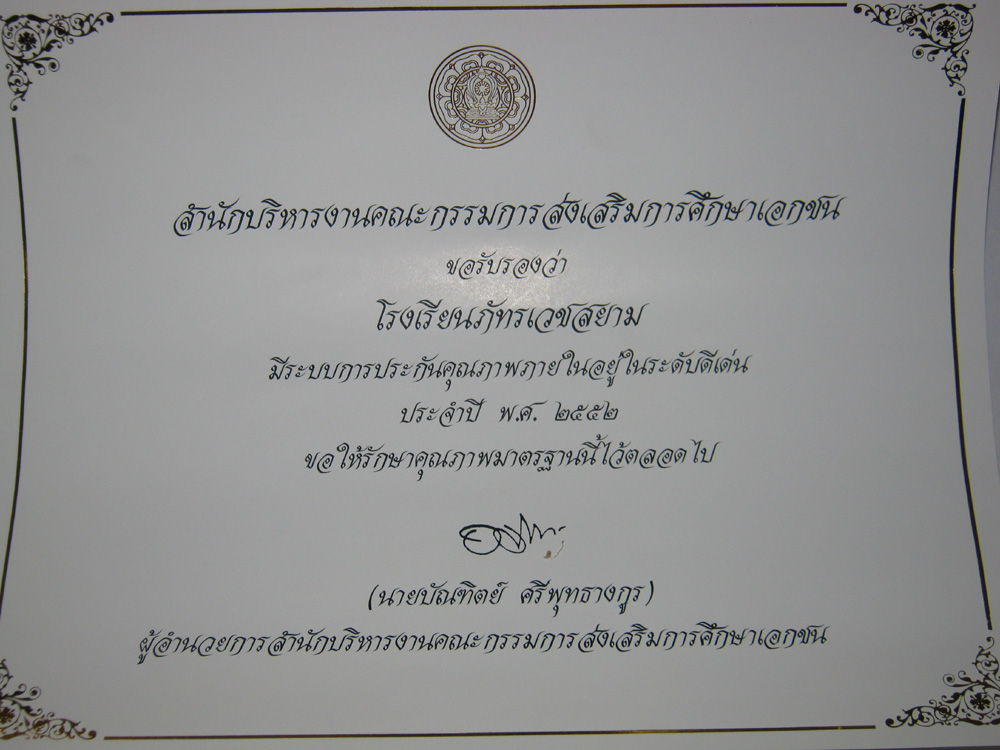 สำนักบริหารงานคณะกรรมการส่งเสริมการศึกษาเอกชน
ขอรับรองว่า
โรงเรียนภัทรเวชสยาม
มีระบบการประกันคุณภาพภายในอยู่ในระดับดีเด่น
ประจำปี พ.ศ. ๒๕๕๒
ขอให้รักษาคุณภาพมาตรฐานนี้ไว้ตลอดไป
(นายบัณฑิตย์ ศรีพุทธางกูร)
ผู้อำนวยการสำนักบริหารงานคณะกรรมการส่งเสริมการศึกษาเอกชน